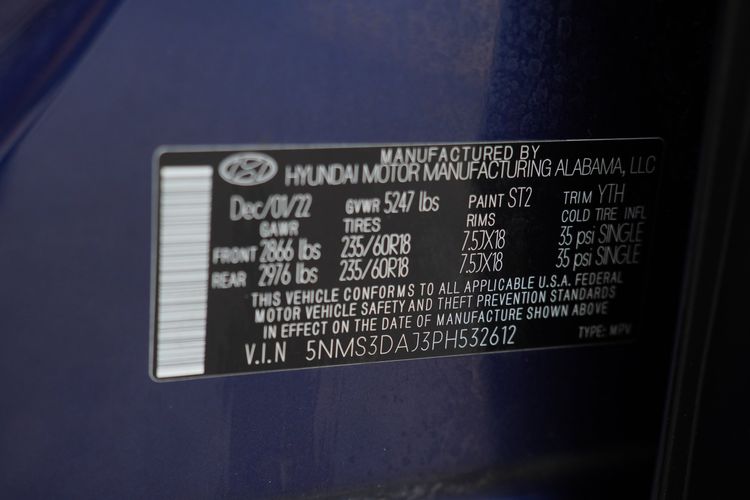 MANUFACTURED BY
HYUNDAI MOTOR MANUFACTURING ALABAMA, LLC
Dec/01/22 GVWR 5247 lbs PAINT ST2 TRIM YTH
GAWR TIRES RIMS COLD TIRE INFL
FRONT 2866 lbs 235/60R18 7.5JX18 35 psi SINGLE
REAR 2976 lbs 235/60R18 7.5JX18 35 psi SINGLE
THIS VEHICLE CONFORMS TO ALL APPLICABLE U.S.A. FEDERAL
MOTOR VEHICLE SAFETY AND THEFT PREVENTION STANDARDS
IN EFFECT ON THE DATE OF MANUFACTURE SHOWN ABOVE
V.I.N 5NMS3DAJ3PH532612 TYPE: MPV